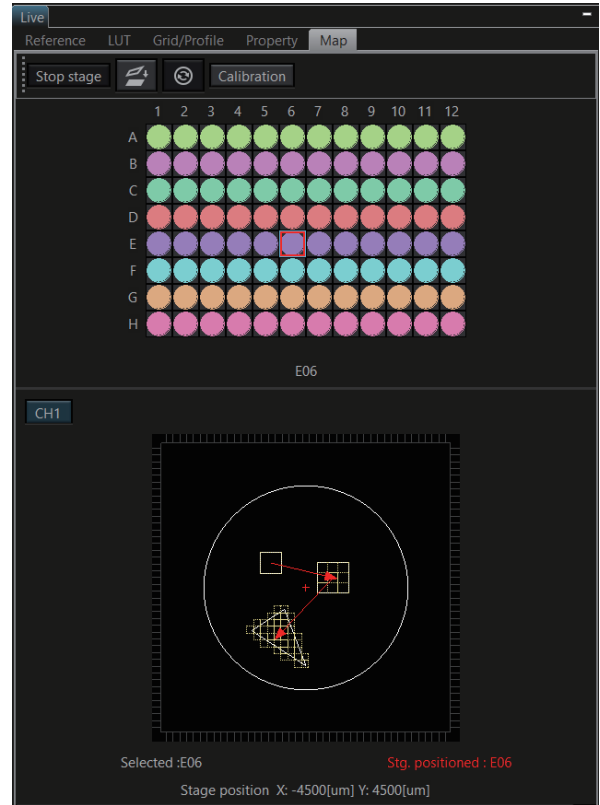 Live
Reference LUT Grid/Profile Property Map
Stop stage Calibration
1 2 3 4 5 6 7 8 9 10 11 12
A
B
C
D
E
F
G
H
E06
CH1
Selected :E06 Stg. positioned : E06
Stage position X: -4500[um] Y: 4500[um]